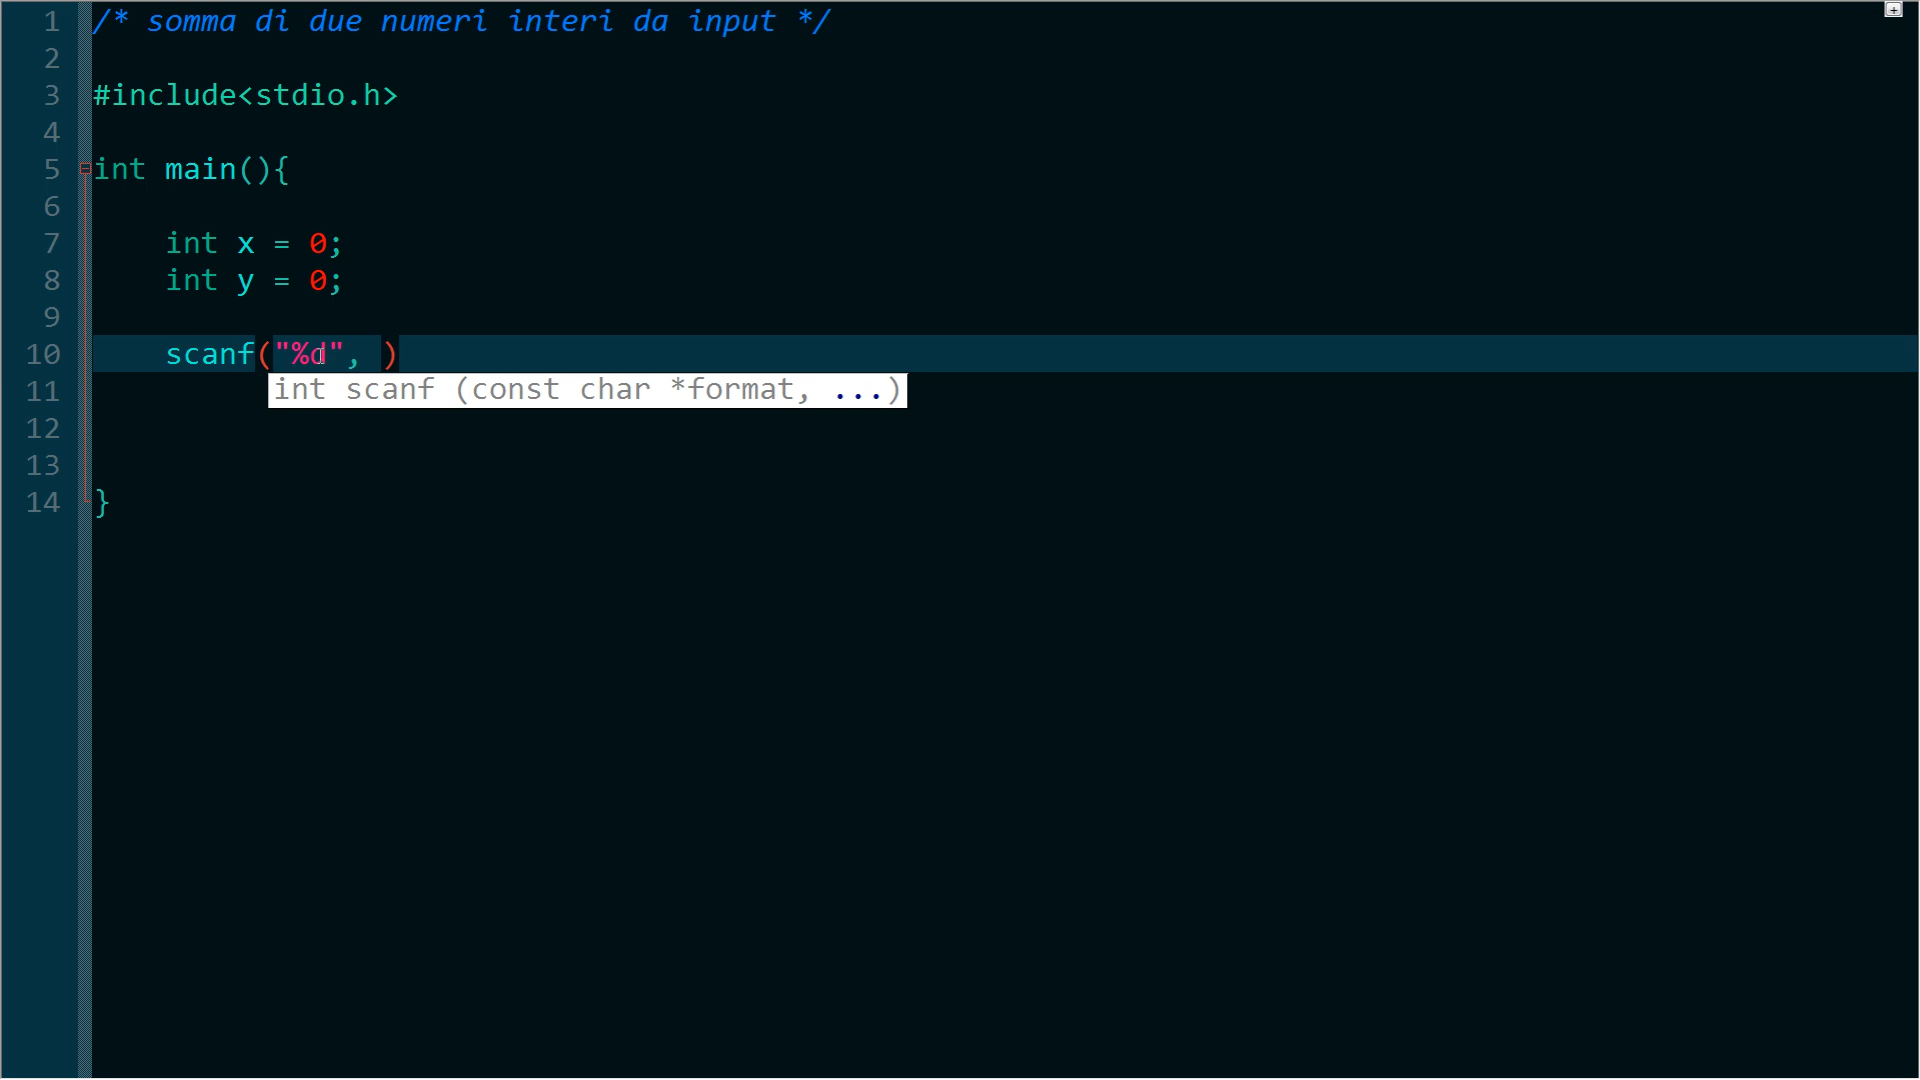 1 /* somma di due numeri interi da input */
2
3 #include<stdio.h>
4
5 int main(){
6
7 int x = 0;
8 int y = 0;
9
10 scanf("%d", )
int scanf (const char *format, ...)
11
12
13
14 }